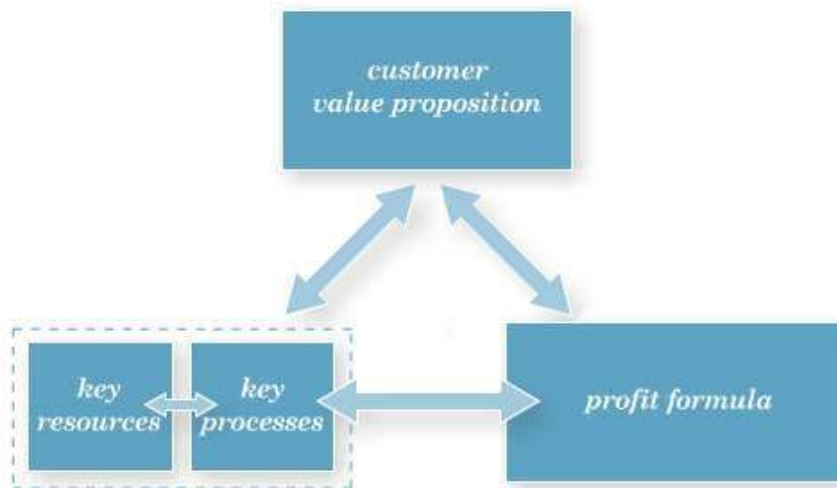 customer
value proposition
key
resources
key
processes
profit formula